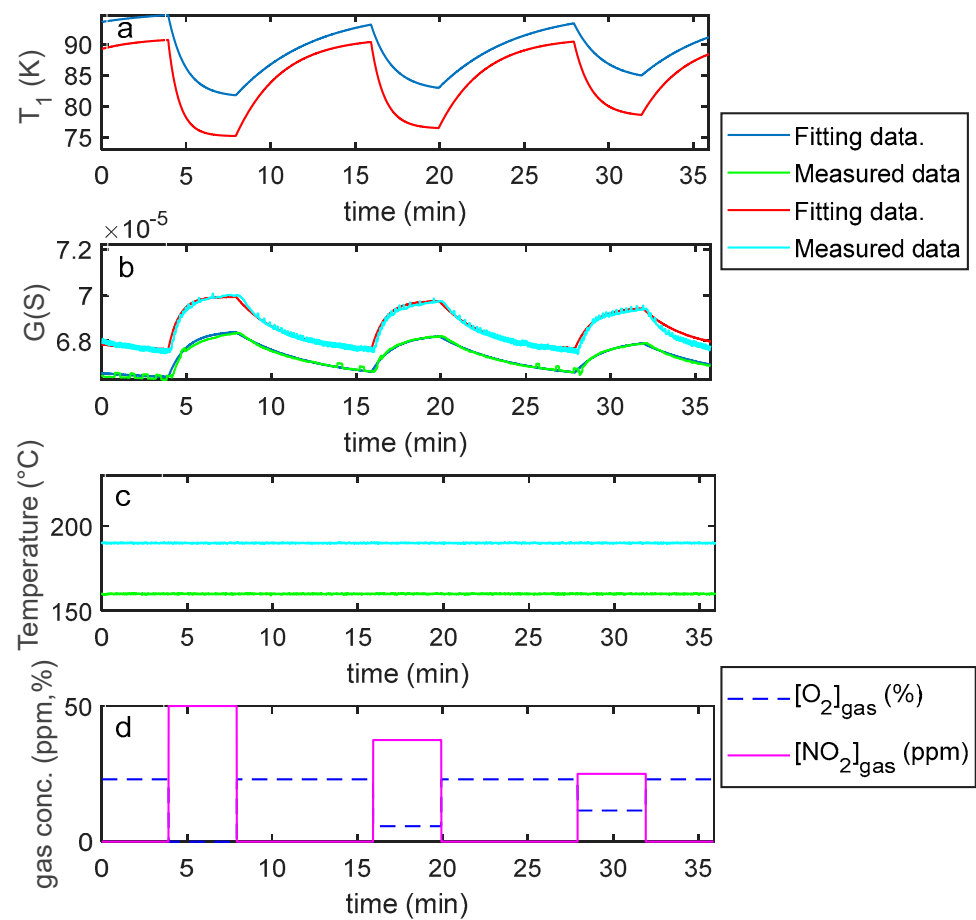 a
T1 (K)
90
85
80
75
0 5 10 15 20 25 30 35
time (min)
Fitting data.
Measured data
Fitting data.
Measured data
×10-5
b
G(S)
7.2
7
6.8
0 5 10 15 20 25 30 35
time (min)
c
Temperature (°C)
200
150
0 5 10 15 20 25 30 35
time (min)
d
gas conc. (ppm,%)
50
0
0 5 10 15 20 25 30 35
time (min)
[O2]gas (%)
[NO2]gas (ppm)